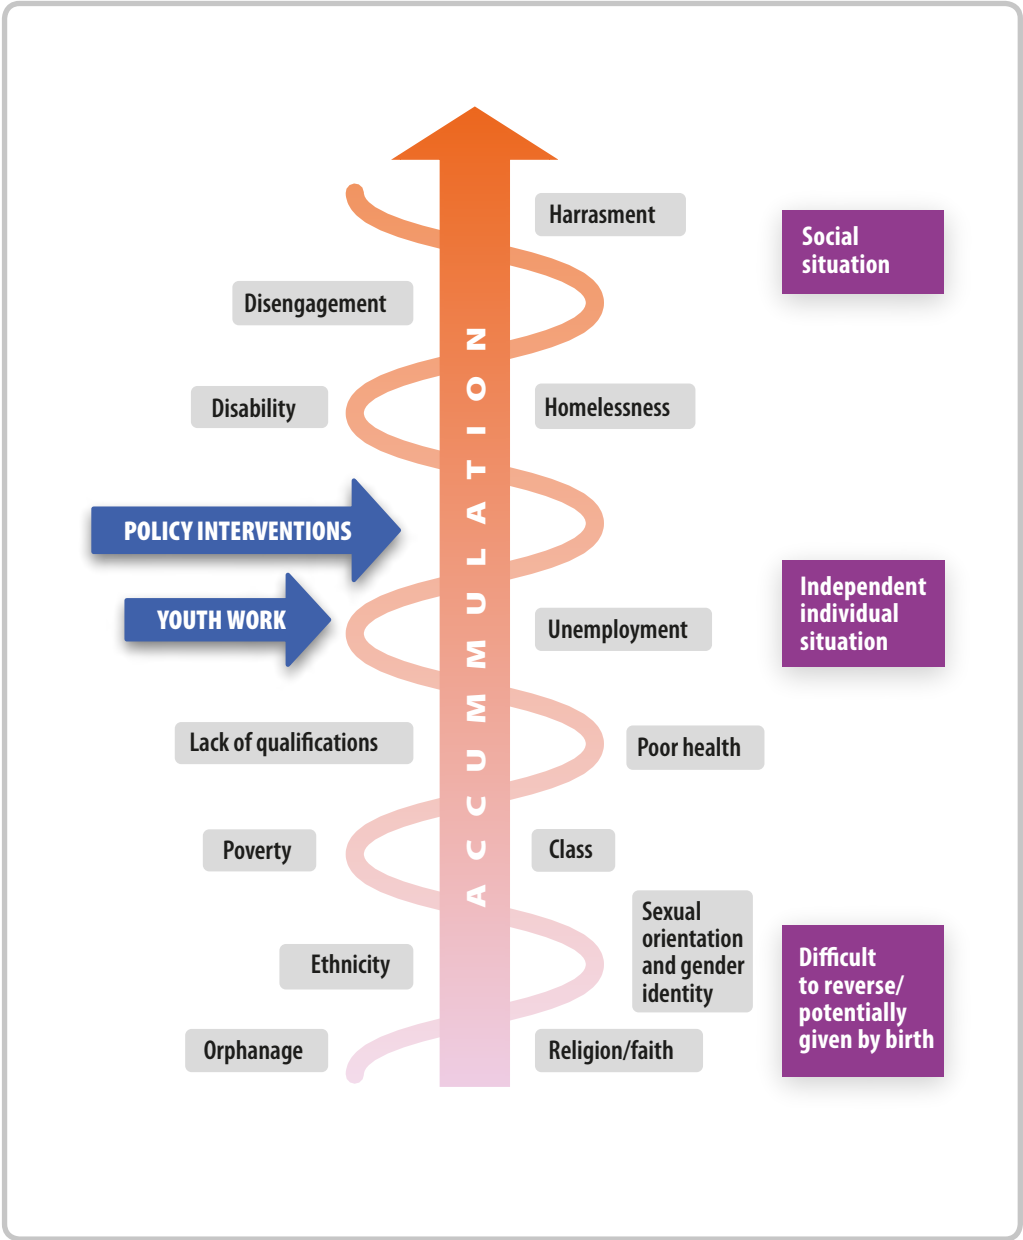 Harrasment
Social
situation
Disengagement
Disability
Homelessness
ACCUMMULATION
POLICY INTERVENTIONS
YOUTH WORK
Independent
individual
situation
Unemployment
Lack of qualifications
Poor health
Poverty
Class
Sexual
orientation
and gender
identity
Ethnicity
Difficult
to reverse/
potentially
given by birth
Orphanage
Religion/faith